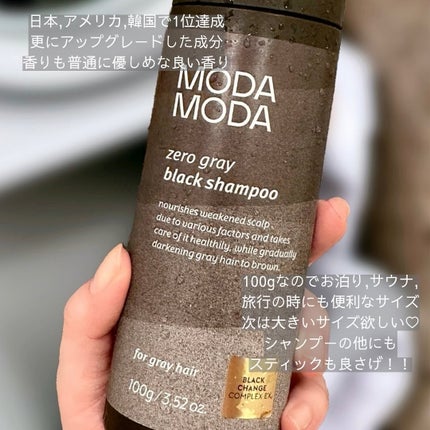 日本,アメリカ,韓国で1位達成
更にアップグレードした成分
香りも普通に優しめな良い香り
MODA
MODA
zero gray
black shampoo
nourishes weakened scalp
due to various factors and takes
care of it healthily, while gradually
darkening gray hair to brown.
100gなのでお泊り,サウナ,
旅行の時にも便利なサイズ
次は大きいサイズ欲しい♡
シャンプーの他にも
スティックも良さげ！！
for gray hair
100g/3.52 oz.
BLACK
CHANGE
COMPLEX EX.